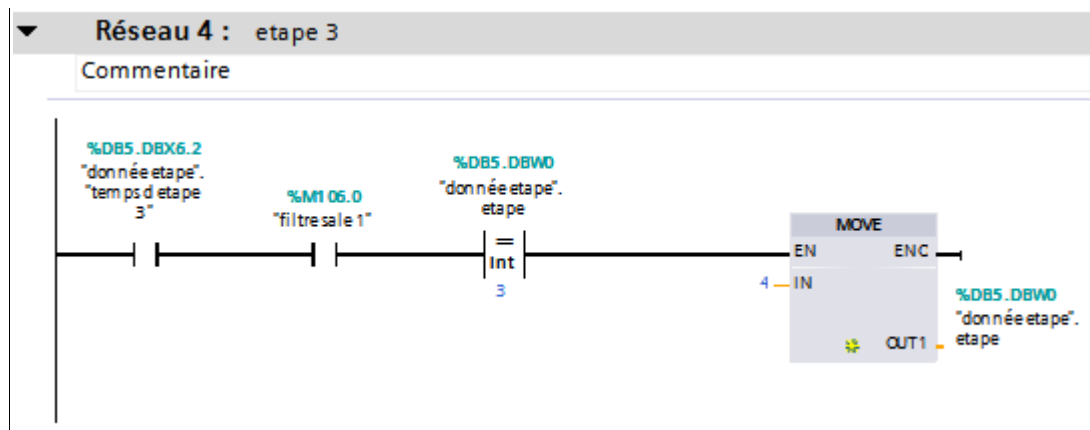 Réseau 4 : etape 3
Commentaire
%DB5.DBX6.2
"donnée etape".
"temps d etape
3"
%M106.0
"filtre sale 1"
%DB5.DBW0
"donnée etape".
etape
=
Int
3
MOVE
EN ENO
4 IN
OUT1
%DB5.DBW0
"donnée etape".
etape